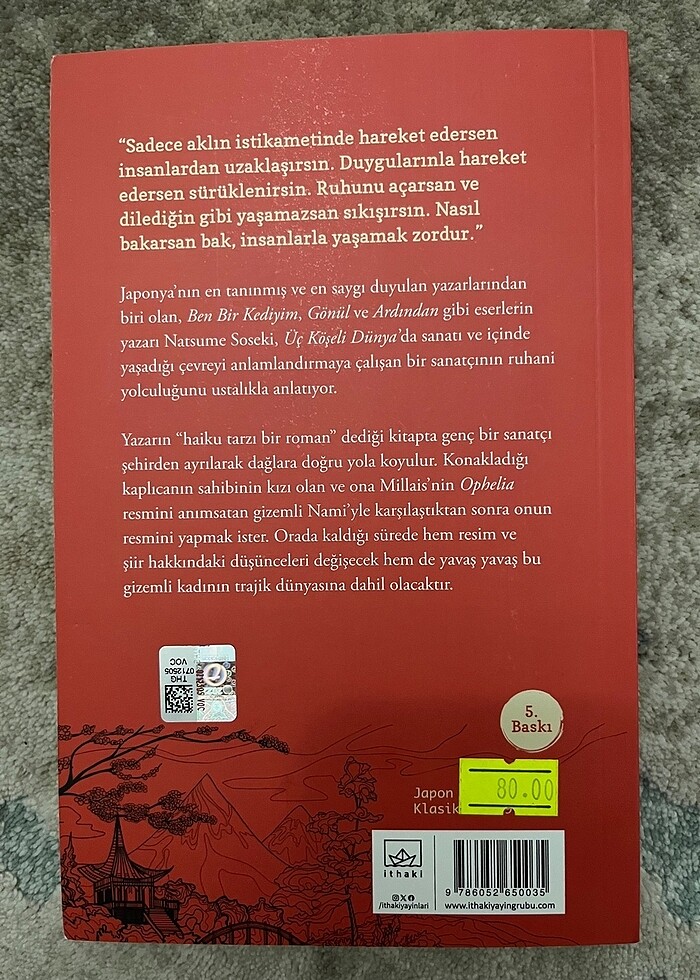 “Sadece aklın istikametinde hareket edersen
insanlardan uzaklaşırsın. Duygularınla hareket
edersen sürüklenirsin. Ruhunu açarsan ve
dilediğin gibi yaşamazsan sıkışırsın. Nasıl
bakarsan bak, insanlarla yaşamak zordur.”
Japonya’nın en tanınmış ve en saygı duyulan yazarlarından
biri olan, Ben Bir Kediyim, Gönül ve Ardından gibi eserlerin
yazarı Natsume Soseki, Üç Köşeli Dünya’da sanatı ve içinde
yaşadığı çevreyi anlamlandırmaya çalışan bir sanatçının ruhani
yolculuğunu ustalıkla anlatıyor.
Yazarın “haiku tarzı bir roman” dediği kitapta genç bir sanatçı
şehirden ayrılarak dağlara doğru yola koyulur. Konakladığı
kaplıcanın sahibinin kızı olan ve ona Millais’nin Ophelia
resmini anımsatan gizemli Nami’yle karşılaştıktan sonra onun
resmini yapmak ister. Orada kaldığı sürede hem resim ve
şiir hakkındaki düşünceleri değişecek hem de yavaş yavaş bu
gizemli kadının trajik dünyasına dahil olacaktır.
THG
0712505
VOC
5.
Baskı
80.00
Japon
Klasik
ithaki
/ithakiyayinlari
9 786052 650035
www.ithakiyayingrubu.com